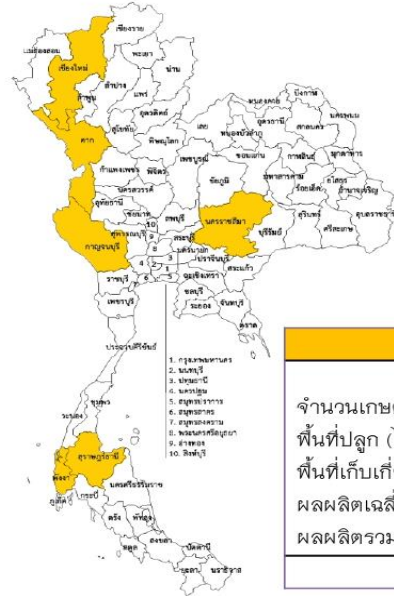 เชียงราย
แม่ฮ่องสอน
เชียงใหม่
พะเยา
น่าน
ลำปาง
ลำพูน
แพร่
อุตรดิตถ์
สุโขทัย
ตาก
พิษณุโลก
กำแพงเพชร
พิจิตร
เพชรบูรณ์
เลย
หนองคาย
บึงกาฬ
อุดรธานี
นครพนม
สกลนคร
หนองบัวลำภู
ขอนแก่น
กาฬสินธุ์
มุกดาหาร
มหาสารคาม
ร้อยเอ็ด
ยโสธร
อำนาจเจริญ
ชัยภูมิ
นครสวรรค์
อุทัยธานี
ชัยนาท
ลพบุรี
นครราชสีมา
บุรีรัมย์
สุรินทร์
ศรีสะเกษ
อุบลราชธานี
สุพรรณบุรี
สระบุรี
กาญจนบุรี
นครนายก
ปราจีนบุรี
สระแก้ว
ราชบุรี
ฉะเชิงเทรา
ชลบุรี
เพชรบุรี
ระยอง
จันทบุรี
ตราด
ประจวบคีรีขันธ์
10
9
8
3
4
2
1
5
6
7
1. กรุงเทพมหานคร
2. นนทบุรี
3. ปทุมธานี
4. นครปฐม
5. สมุทรปราการ
6. สมุทรสาคร
7. สมุทรสงคราม
8. พระนครศรีอยุธยา
9. อ่างทอง
10. สิงห์บุรี
ชุมพร
ระนอง
สุราษฎร์ธานี
พังงา
นครศรีธรรมราช
ภูเก็ต
กระบี่
ตรัง
พัทลุง
สตูล
สงขลา
ปัตตานี
ยะลา
นราธิวาส
จำนวนเกษต
พื้นที่ปลูก (
พื้นที่เก็บเกี่
ผลผลิตเฉลี่
ผลผลิตรวม